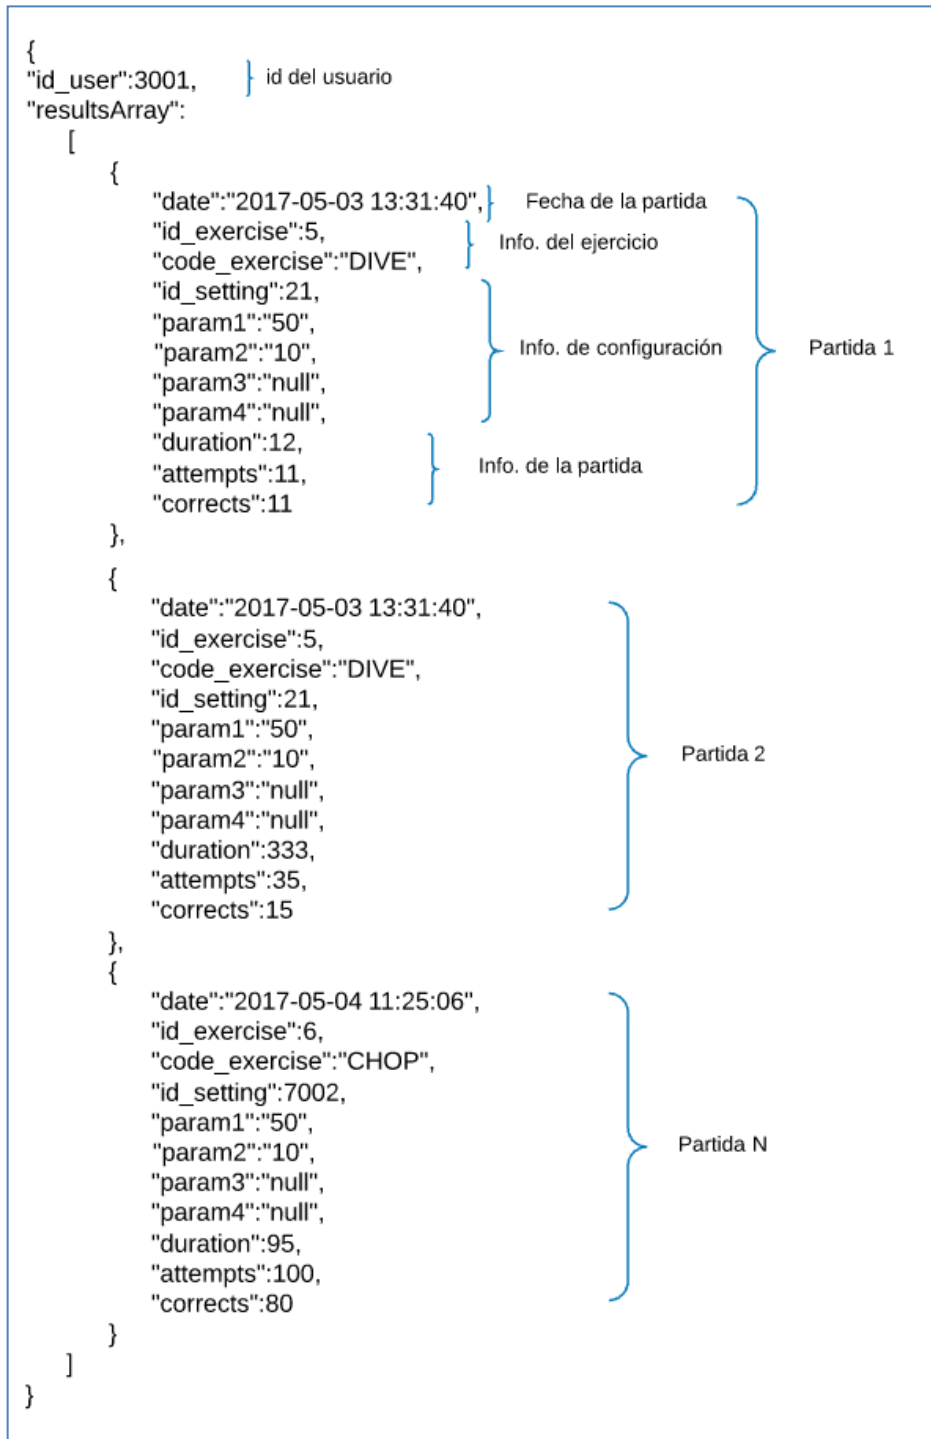 {
"id_user":3001, id del usuario
"resultsArray":
[
{
"date":"2017-05-03 13:31:40", Fecha de la partida
"id_exercise":5, Info. del ejercicio
"code_exercise":"DIVE",
"id_setting":21,
"param1":"50",
"param2":"10", Info. de configuración Partida 1
"param3":"null",
"param4":"null",
"duration":12,
"attempts":11, Info. de la partida
"corrects":11
},
{
"date":"2017-05-03 13:31:40",
"id_exercise":5,
"code_exercise":"DIVE",
"id_setting":21,
"param1":"50",
"param2":"10", Partida 2
"param3":"null",
"param4":"null",
"duration":333,
"attempts":35,
"corrects":15
},
{
"date":"2017-05-04 11:25:06",
"id_exercise":6,
"code_exercise":"CHOP",
"id_setting":7002,
"param1":"50",
"param2":"10", Partida N
"param3":"null",
"param4":"null",
"duration":95,
"attempts":100,
"corrects":80
}
]
}